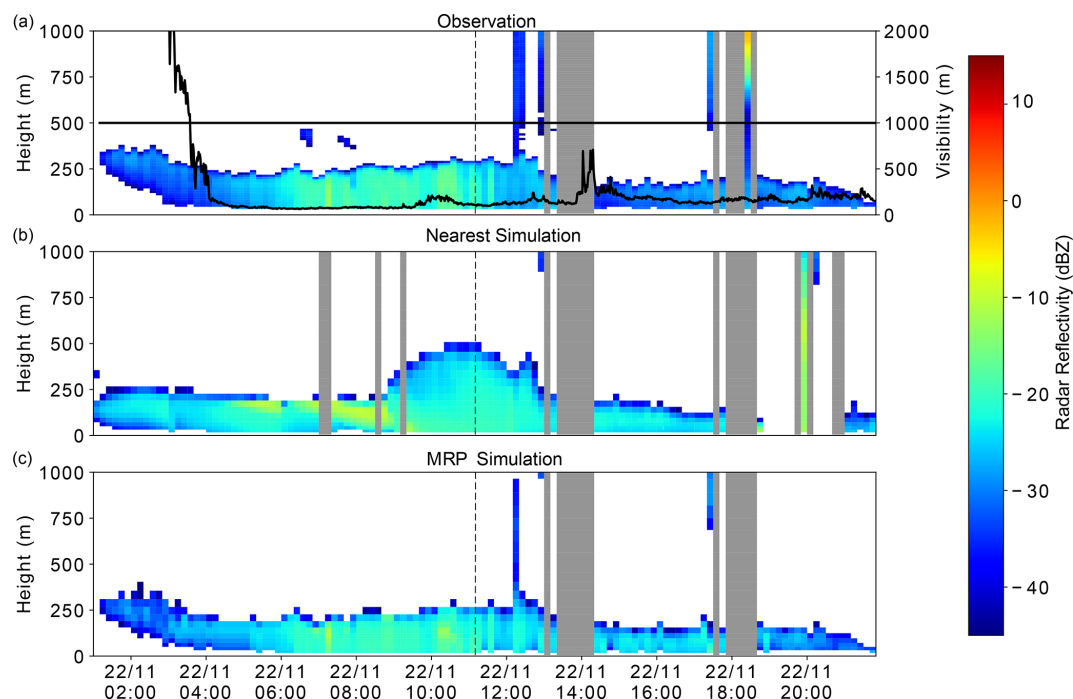 (a)
Observation
1000
750
500
250
0
Height (m)
2000
1500
1000
500
0
Visibility (m)
(b)
Nearest Simulation
1000
750
500
250
0
Height (m)
(c)
MRP Simulation
1000
750
500
250
0
Height (m)
22/11 22/11 22/11 22/11 22/11 22/11 22/11 22/11 22/11 22/11
02:00 04:00 06:00 08:00 10:00 12:00 14:00 16:00 18:00 20:00
10
0
−10
−20
−30
−40
Radar Reflectivity (dBZ)